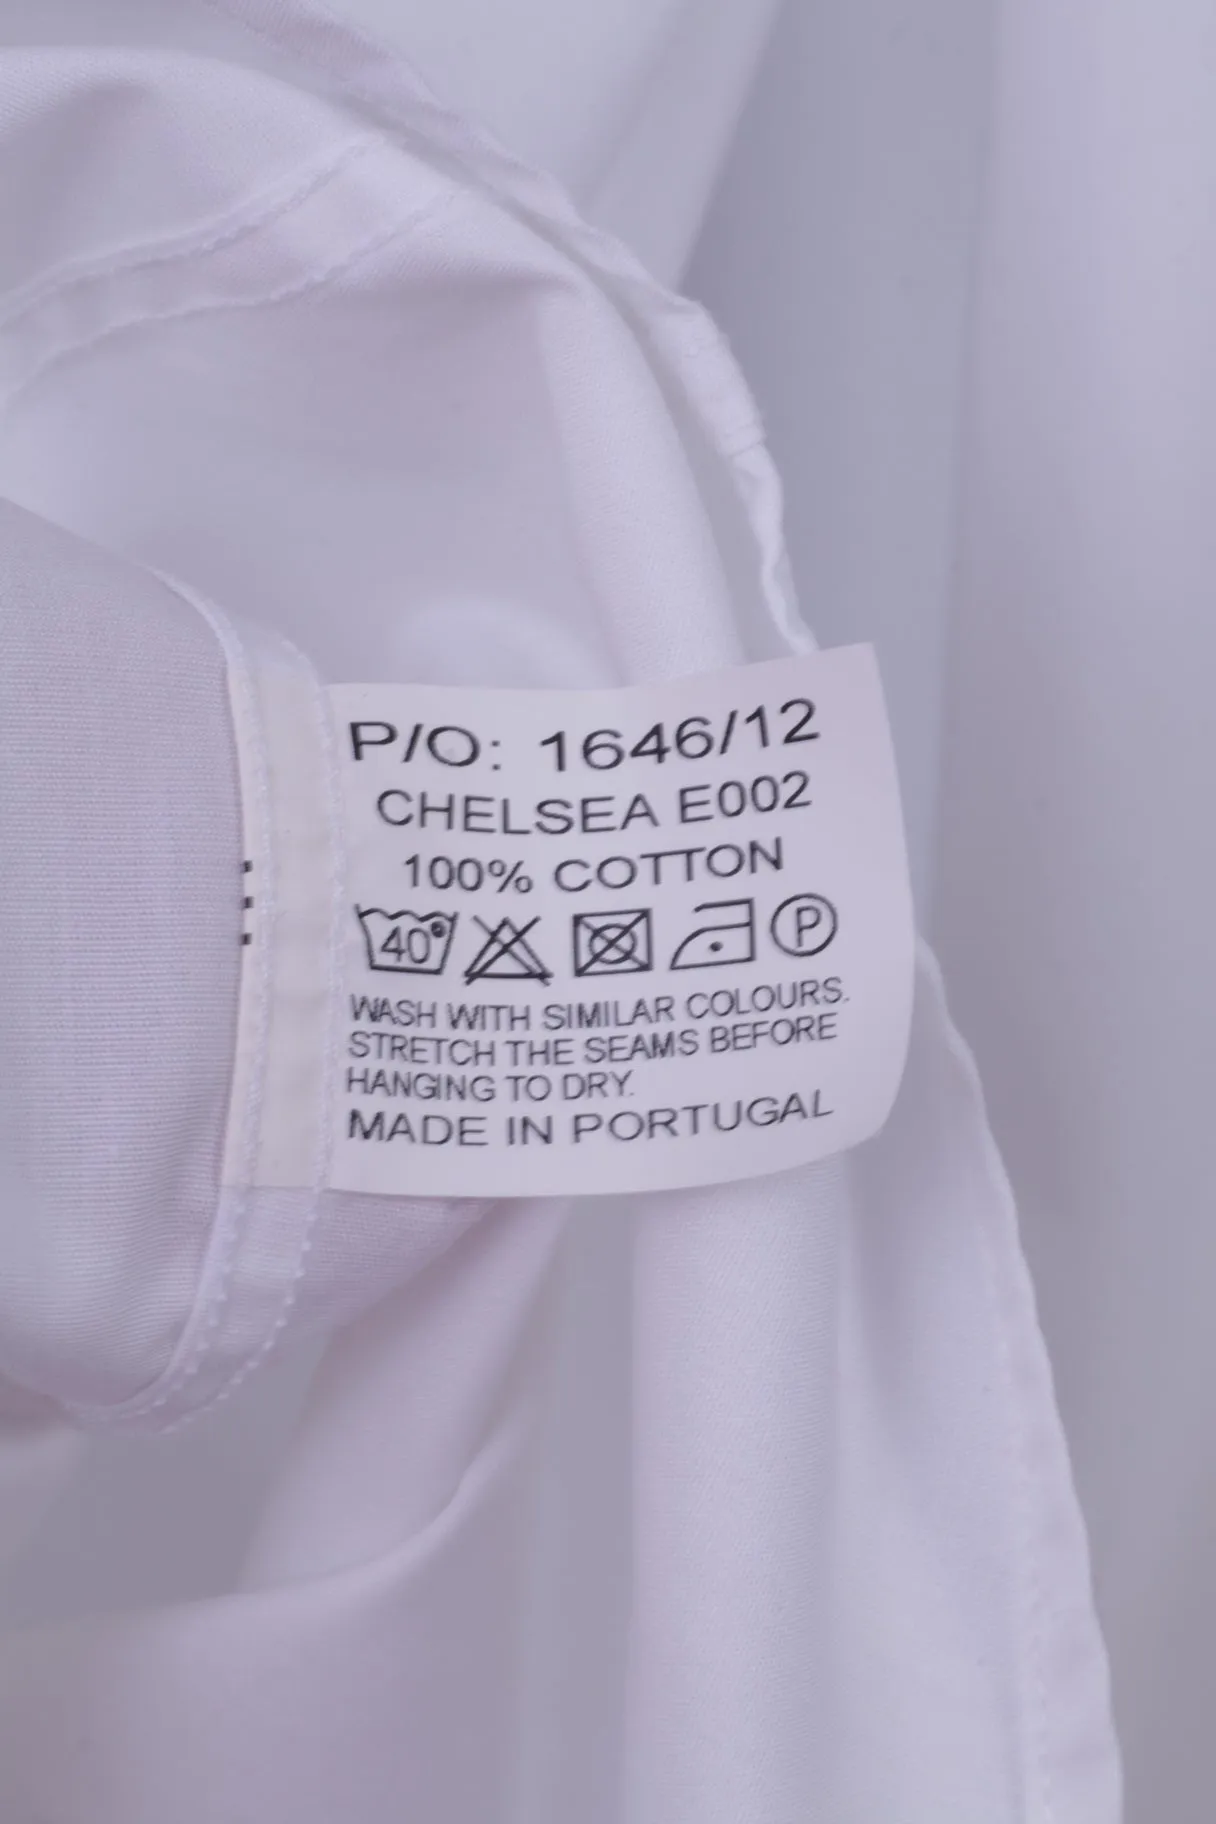 P/O: 1646/12
CHELSEA E002
100% COTTON
40° P
WASH WITH SIMILAR COLOURS.
STRETCH THE SEAMS BEFORE
HANGING TO DRY.
MADE IN PORTUGAL